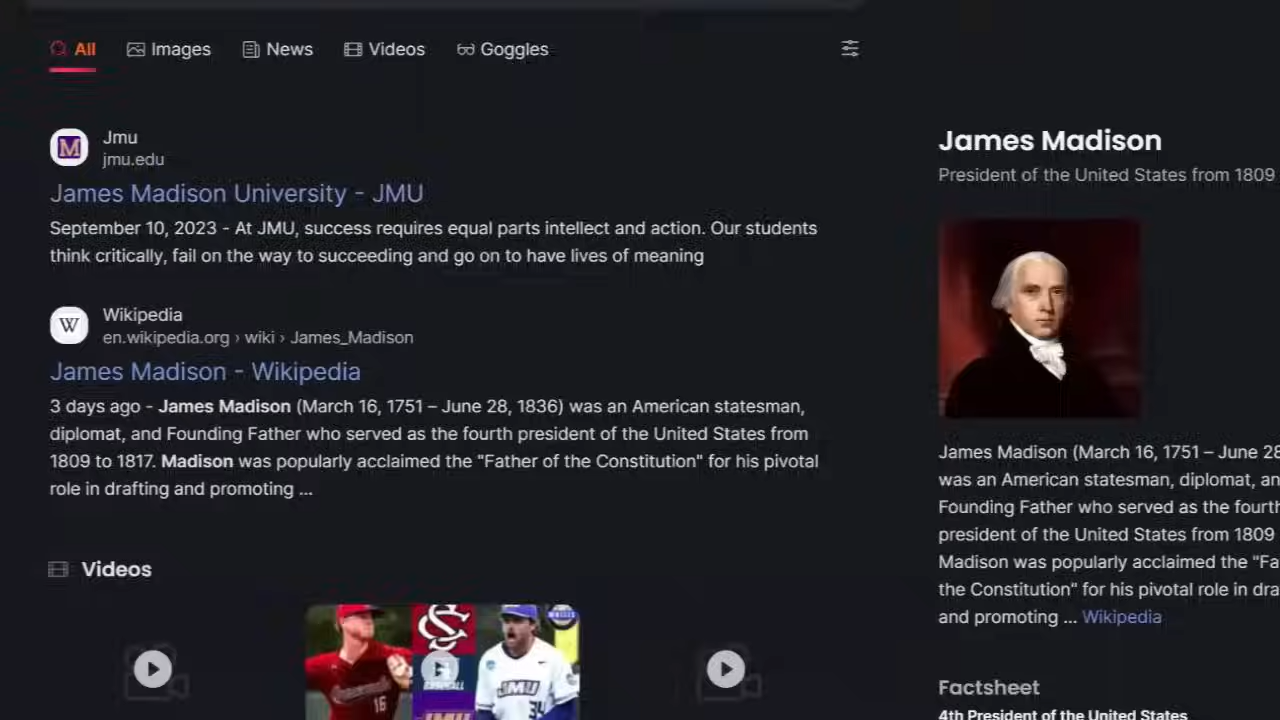 All Images News Videos Goggles
M
Jmu
jmu.edu
James Madison University - JMU
September 10, 2023 - At JMU, success requires equal parts intellect and action. Our students
think critically, fail on the way to succeeding and go on to have lives of meaning
W
Wikipedia
en.wikipedia.org › wiki › James_Madison
James Madison - Wikipedia
3 days ago - James Madison (March 16, 1751 – June 28, 1836) was an American statesman,
diplomat, and Founding Father who served as the fourth president of the United States from
1809 to 1817. Madison was popularly acclaimed the "Father of the Constitution" for his pivotal
role in drafting and promoting ...
Videos
SC
BASEBALL
JMU
16
JMU
34
James Madison
President of the United States from 1809
James Madison (March 16, 1751 – June 28
was an American statesman, diplomat, an
Founding Father who served as the fourth
president of the United States from 1809
Madison was popularly acclaimed the "Fa
the Constitution" for his pivotal role in dra
and promoting ... Wikipedia
Factsheet
4th President of the United States